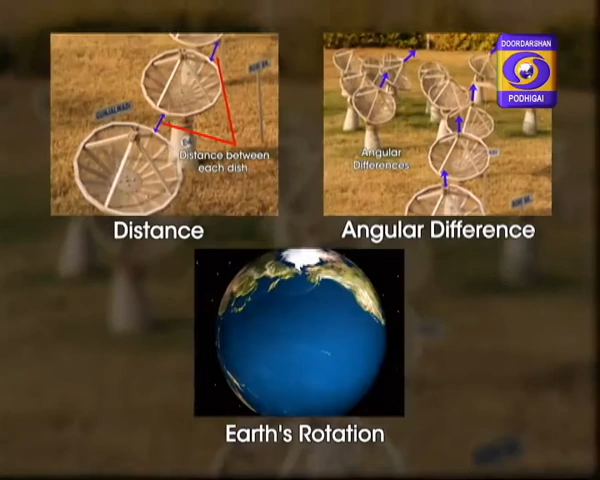 DOORDARSHAN
PODHIGAI
Distance between
each dish
Angular
Differences
Distance
Angular Difference
Earth's Rotation